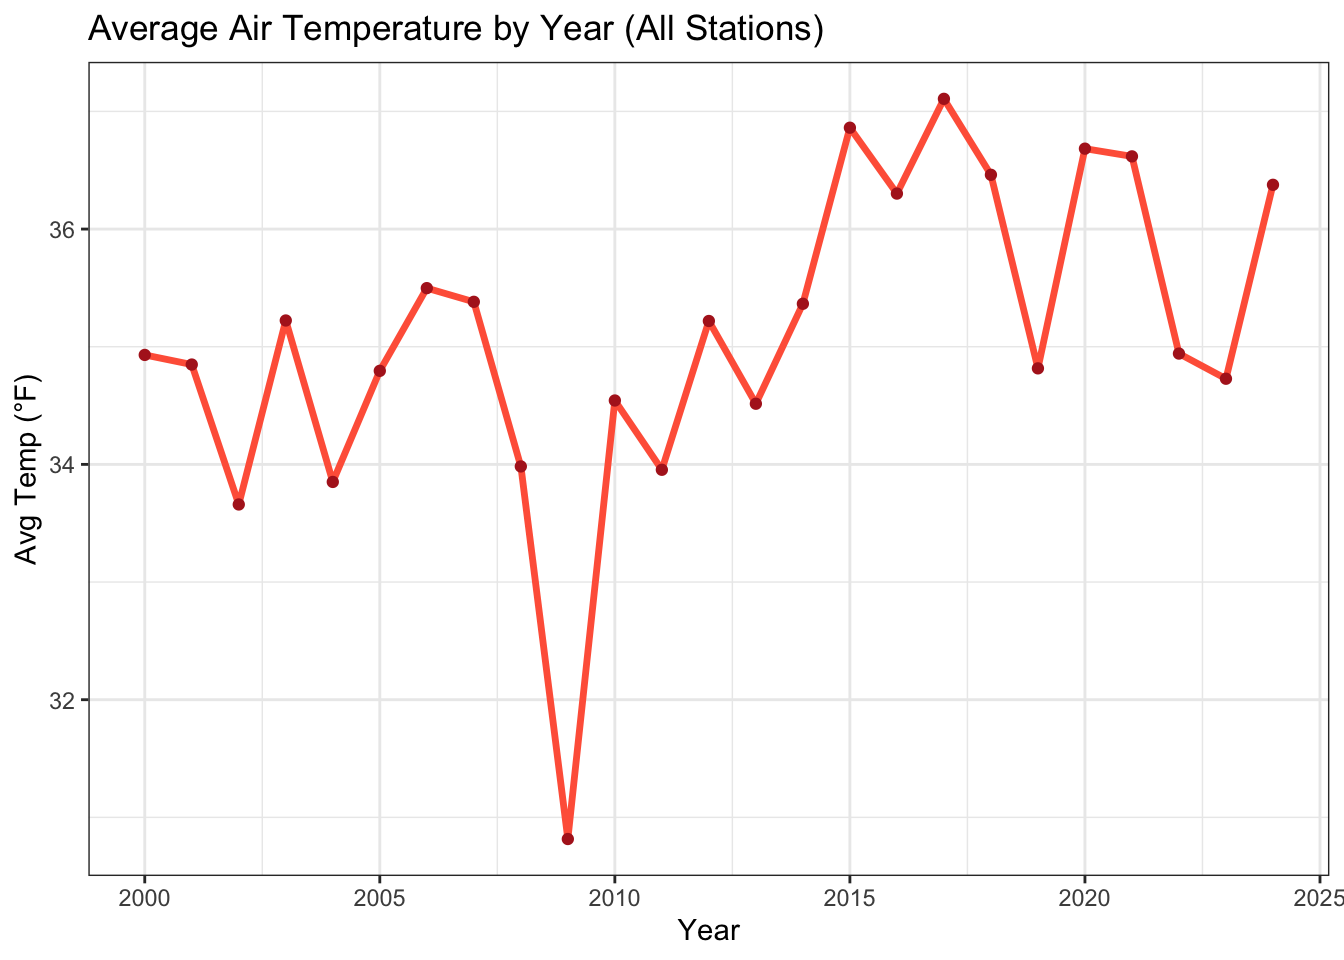 Average Air Temperature by Year (All Stations)
Avg Temp (°F)
36
34
32
2000 2005 2010 2015 2020 2025
Year